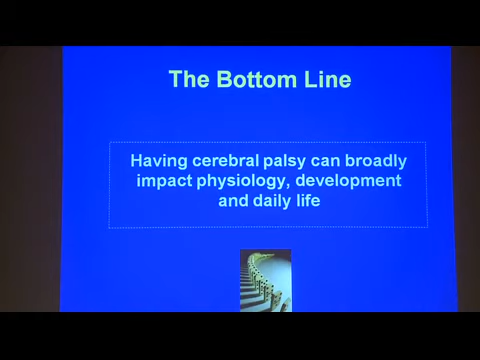 The Bottom Line
Having cerebral palsy can broadly
impact physiology, development
and daily life